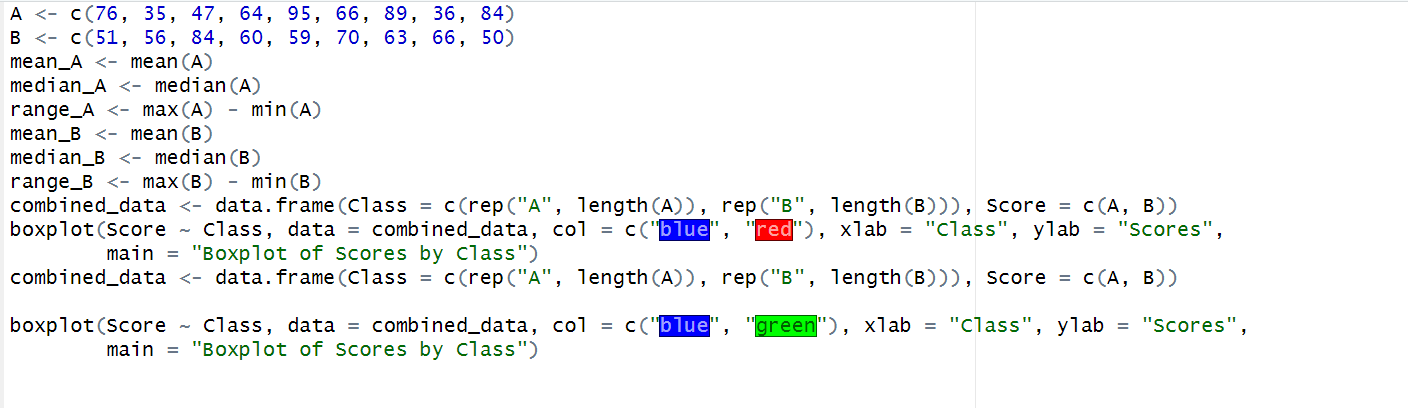 A <- c(76, 35, 47, 64, 95, 66, 89, 36, 84)
B <- c(51, 56, 84, 60, 59, 70, 63, 66, 50)
mean_A <- mean(A)
median_A <- median(A)
range_A <- max(A) - min(A)
mean_B <- mean(B)
median_B <- median(B)
range_B <- max(B) - min(B)
combined_data <- data.frame(Class = c(rep("A", length(A)), rep("B", length(B))), Score = c(A, B))
boxplot(Score ~ Class, data = combined_data, col = c("blue", "red"), xlab = "Class", ylab = "Scores",
        main = "Boxplot of Scores by Class")
combined_data <- data.frame(Class = c(rep("A", length(A)), rep("B", length(B))), Score = c(A, B))
boxplot(Score ~ Class, data = combined_data, col = c("blue", "green"), xlab = "Class", ylab = "Scores",
        main = "Boxplot of Scores by Class")